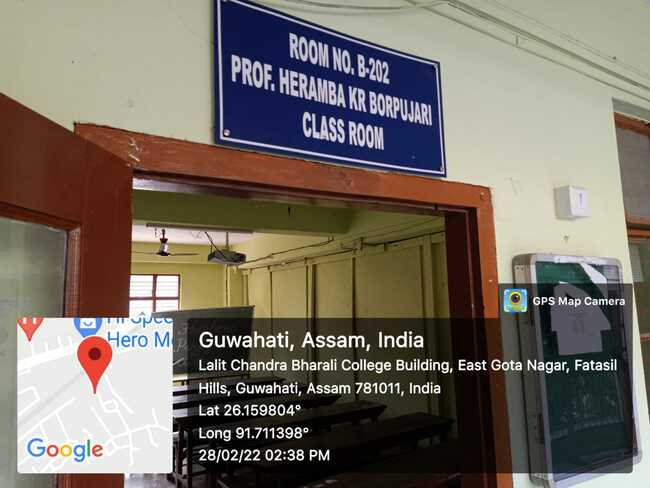 ROOM NO. B-202
PROF. HERAMBA KR BORPUJARI
CLASS ROOM
GPS Map Camera
Hero
Google
Guwahati, Assam, India
Lalit Chandra Bharali College Building, East Gota Nagar, Fatasil
Hills, Guwahati, Assam 781011, India
Lat 26.159804°
Long 91.711398°
28/02/22 02:38 PM